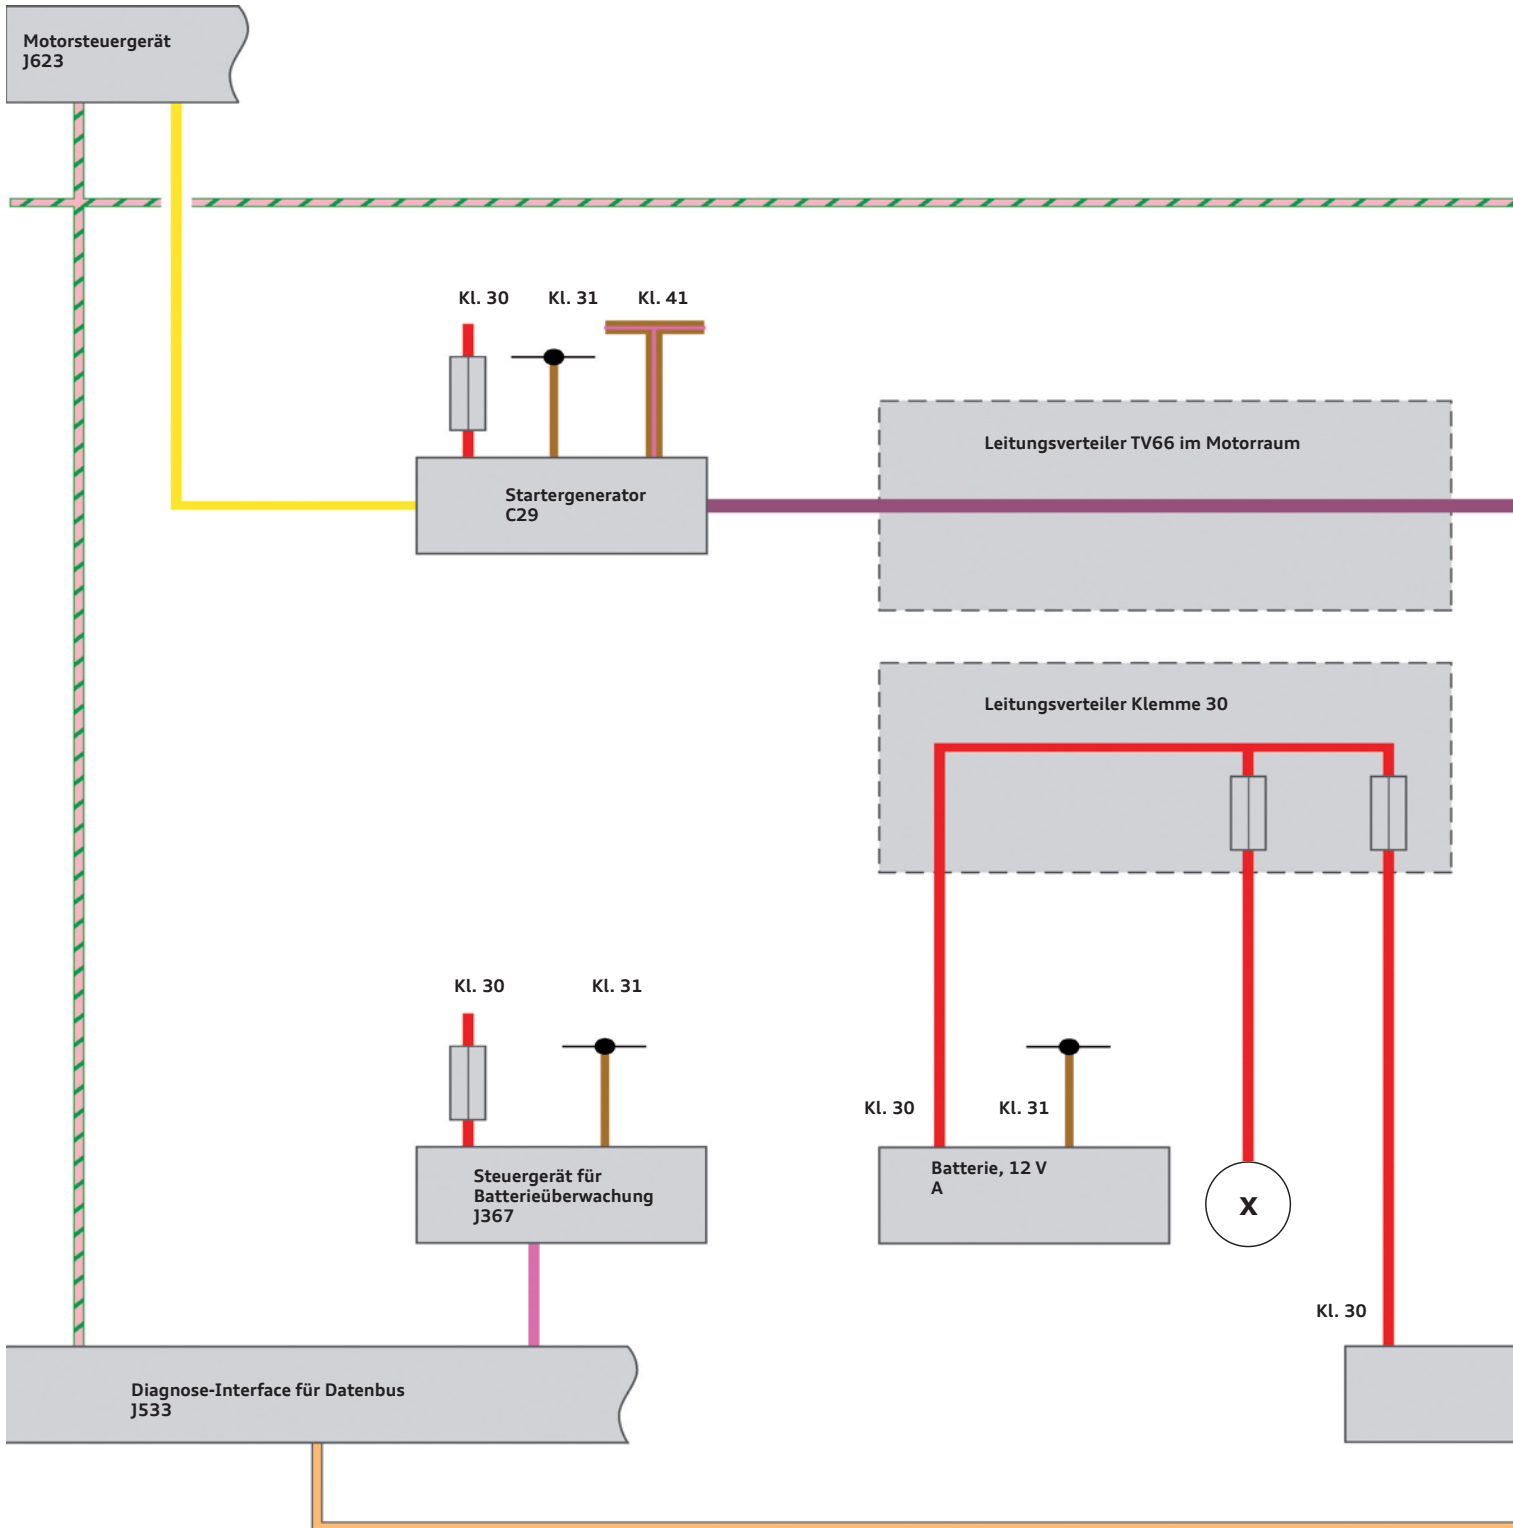 Motorsteuergerät
J623
Kl. 30
Kl. 31
Kl. 41
Startergenerator
C29
Leitungsverteiler TV66 im Motorraum
Leitungsverteiler Klemme 30
Kl. 30
Kl. 31
Steuergerät für
Batterieüberwachung
J367
Kl. 30
Kl. 31
Batterie, 12 V
A
x
Kl. 30
Diagnose-Interface für Datenbus
J533